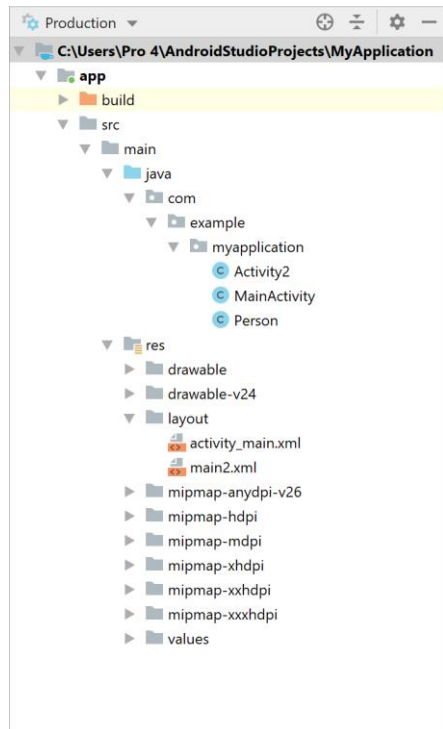 Production
C:\Users\Pro 4\AndroidStudioProjects\MyApplication
app
build
src
main
java
com
example
myapplication
Activity2
MainActivity
Person
res
drawable
drawable-v24
layout
activity_main.xml
main2.xml
mipmap-anydpi-v26
mipmap-hdpi
mipmap-mdpi
mipmap-xhdpi
mipmap-xxhdpi
mipmap-xxxhdpi
values